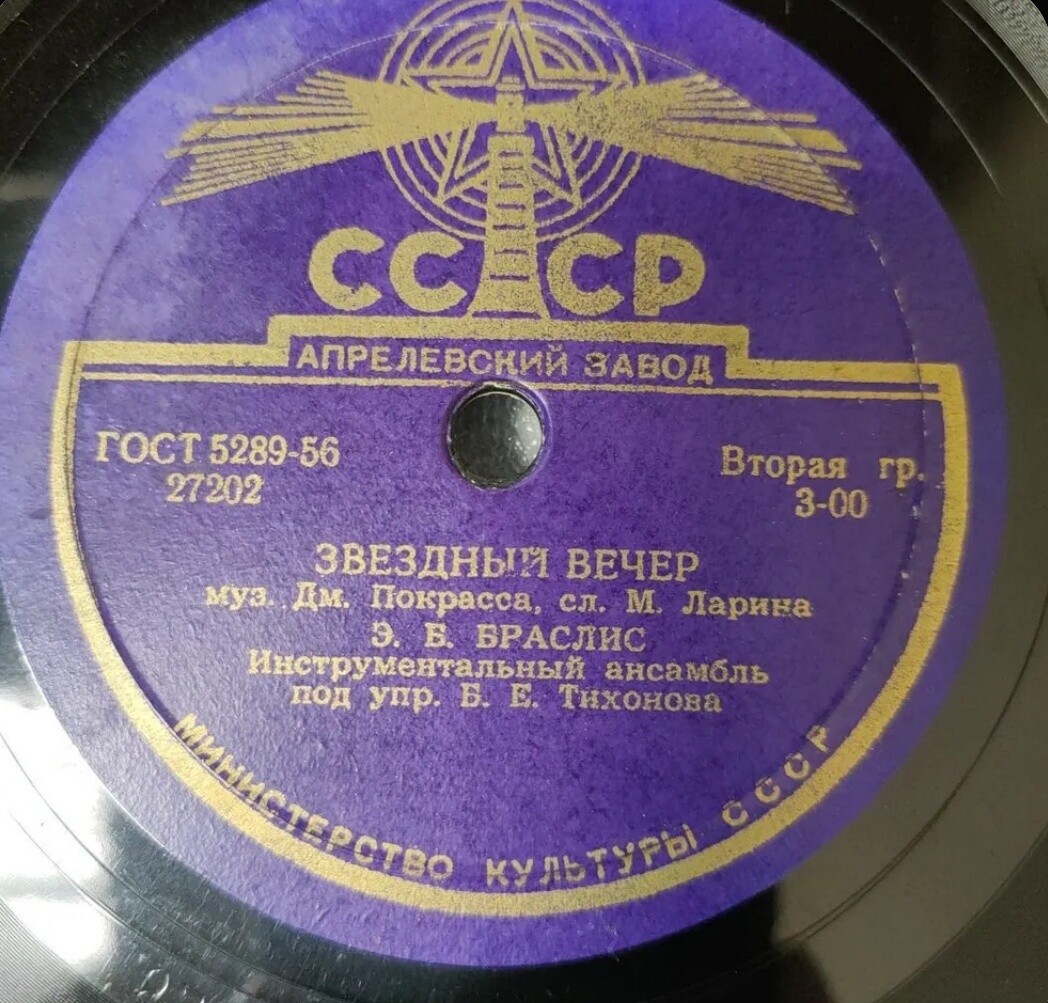 СССР
АПРЕЛЕВСКИЙ ЗАВОД
ГОСТ 5289-56
27202
Вторая гр.
3-00
ЗВЕЗДНЫЙ ВЕЧЕР
муз. Дм. Покрасса, сл. М. Ларина
Э. Б. БРАСЛИС
Инструментальный ансамбль
под упр. Б. Е. Тихонова
МИНИСТЕРСТВО КУЛЬТУРЫ СССР